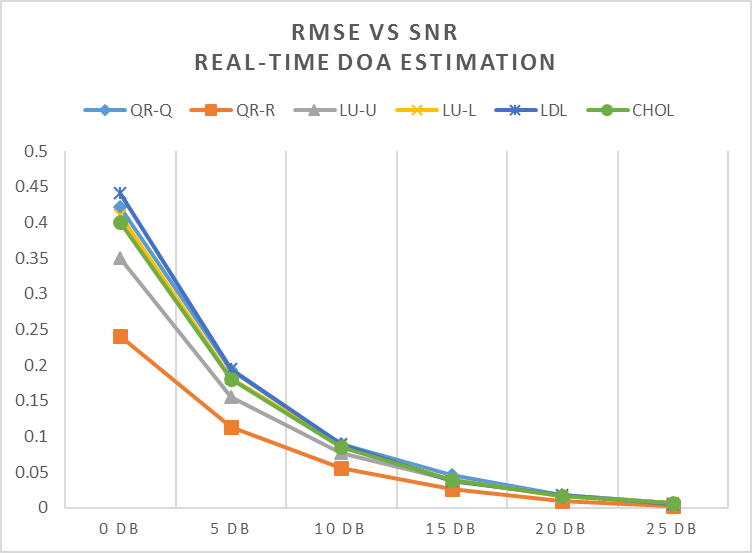 RMSE VS SNR
REAL-TIME DOA ESTIMATION
QR-Q QR-R LU-U LU-L LDL CHOL
0.5
0.45
0.4
0.35
0.3
0.25
0.2
0.15
0.1
0.05
0
0 DB 5 DB 10 DB 15 DB 20 DB 25 DB